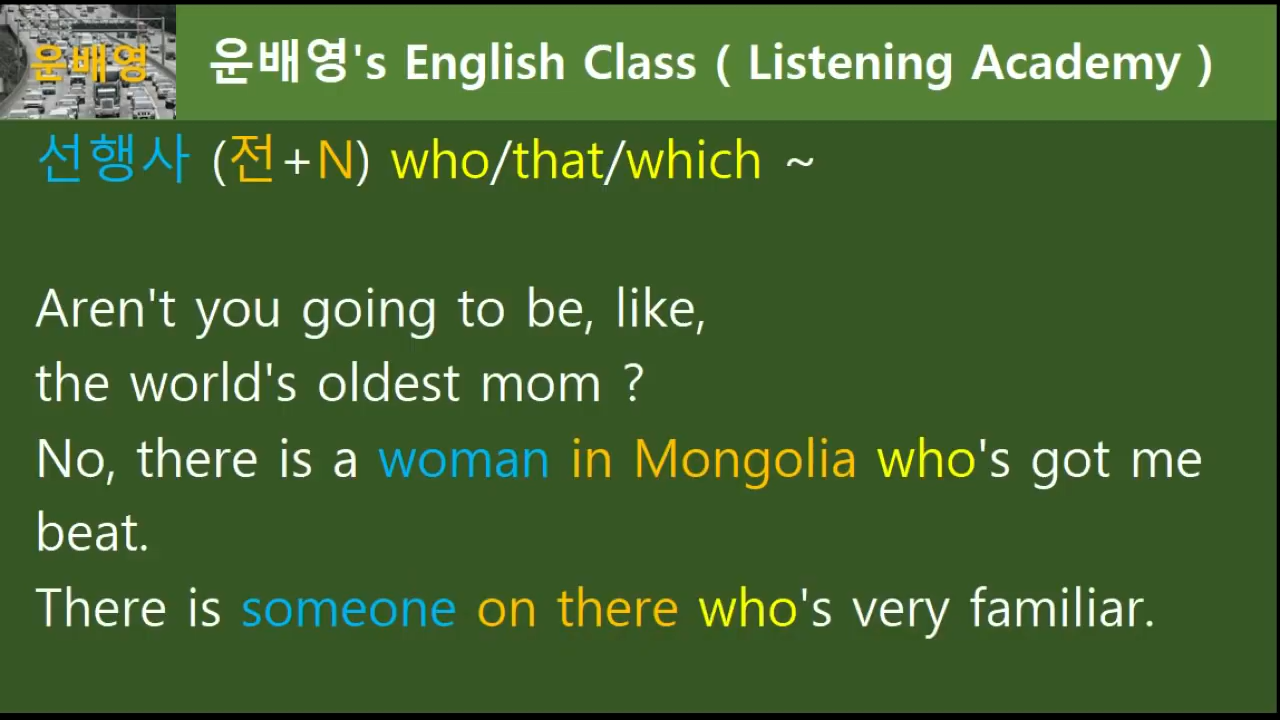 운배영
운배영's English Class ( Listening Academy )
선행사 (전+N) who/that/which ~
Aren't you going to be, like,
the world's oldest mom ?
No, there is a woman in Mongolia who's got me
beat.
There is someone on there who's very familiar.